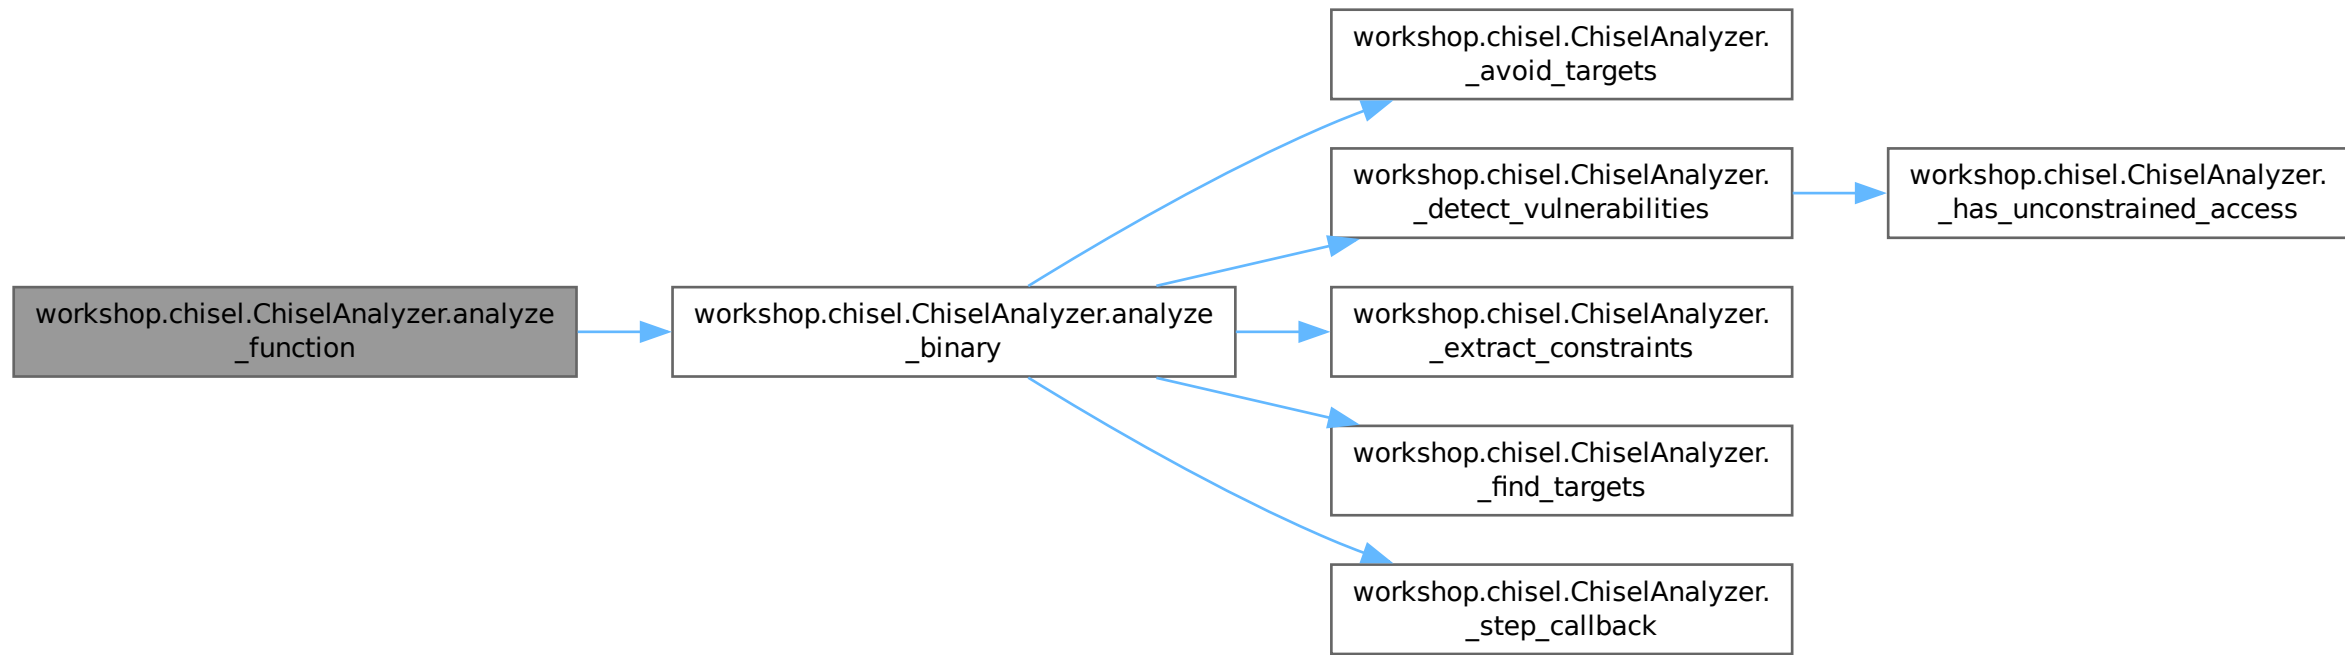 workshop.chisel.ChiselAnalyzer.analyze
_function
workshop.chisel.ChiselAnalyzer.analyze
_binary
workshop.chisel.ChiselAnalyzer.
_avoid_targets
workshop.chisel.ChiselAnalyzer.
_detect_vulnerabilities
workshop.chisel.ChiselAnalyzer.
_has_unconstrained_access
workshop.chisel.ChiselAnalyzer.
_extract_constraints
workshop.chisel.ChiselAnalyzer.
_find_targets
workshop.chisel.ChiselAnalyzer.
_step_callback